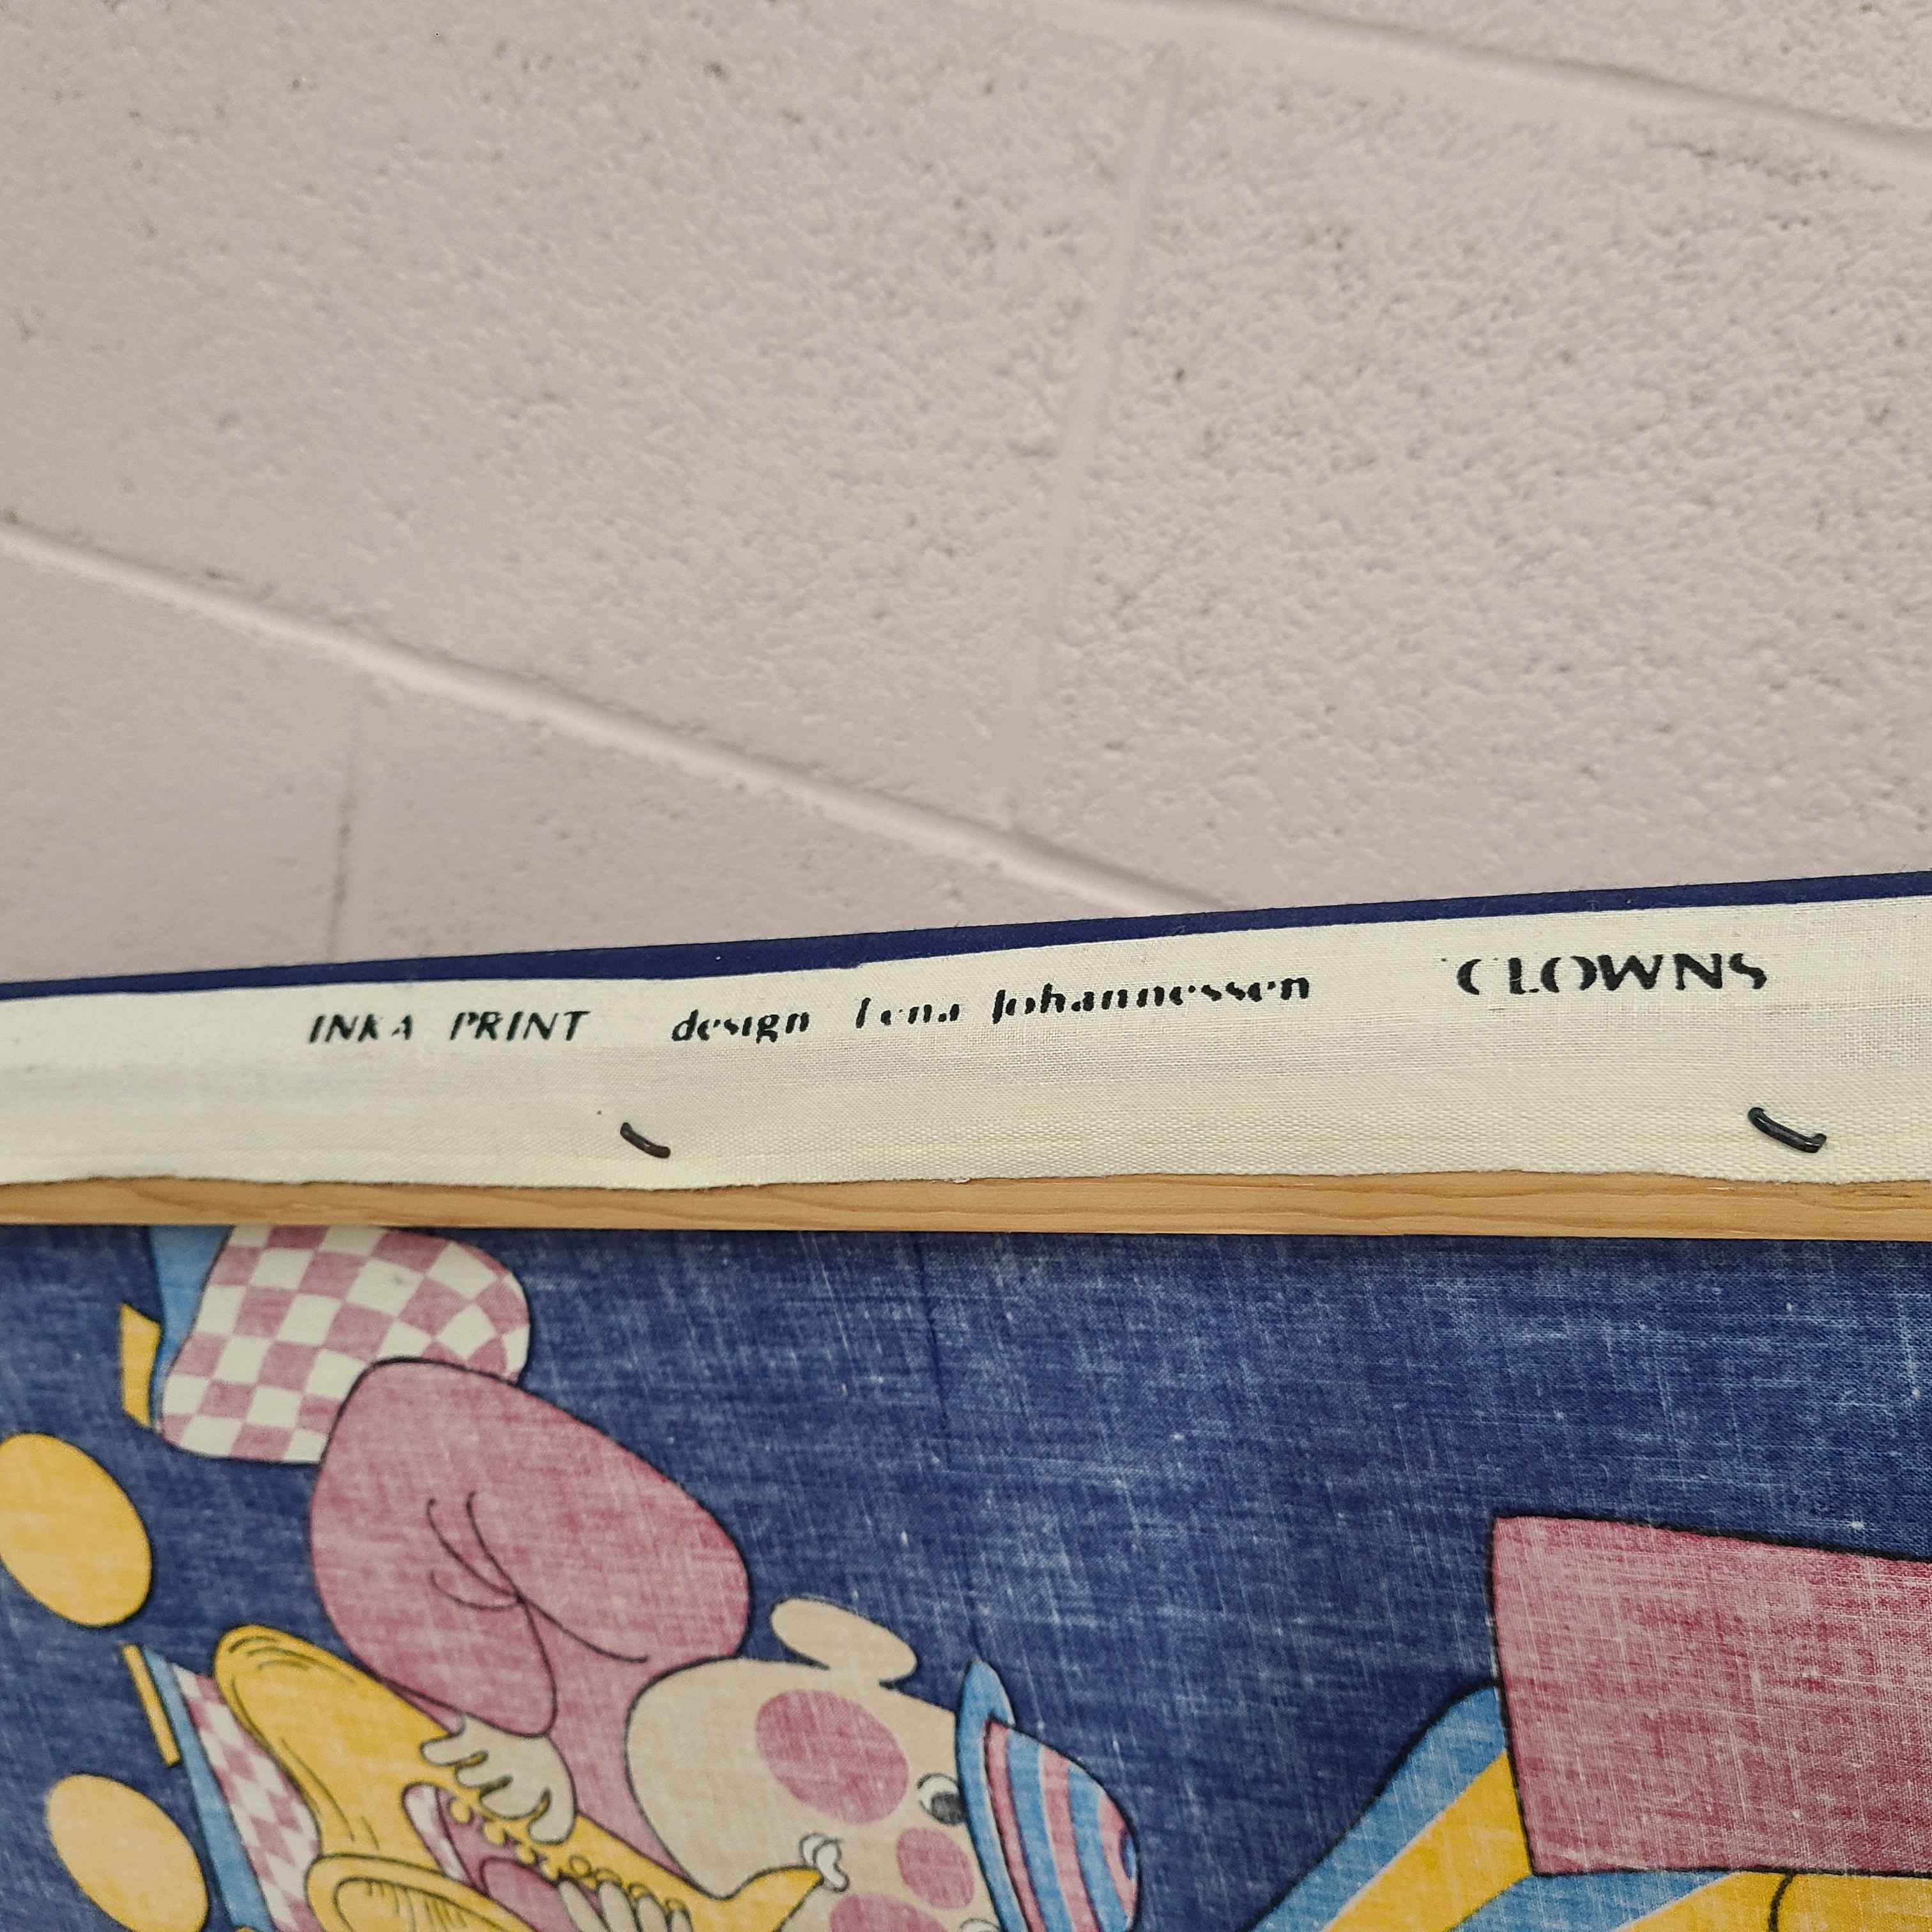 INKA PRINT design Lena Johannessen CLOWNS